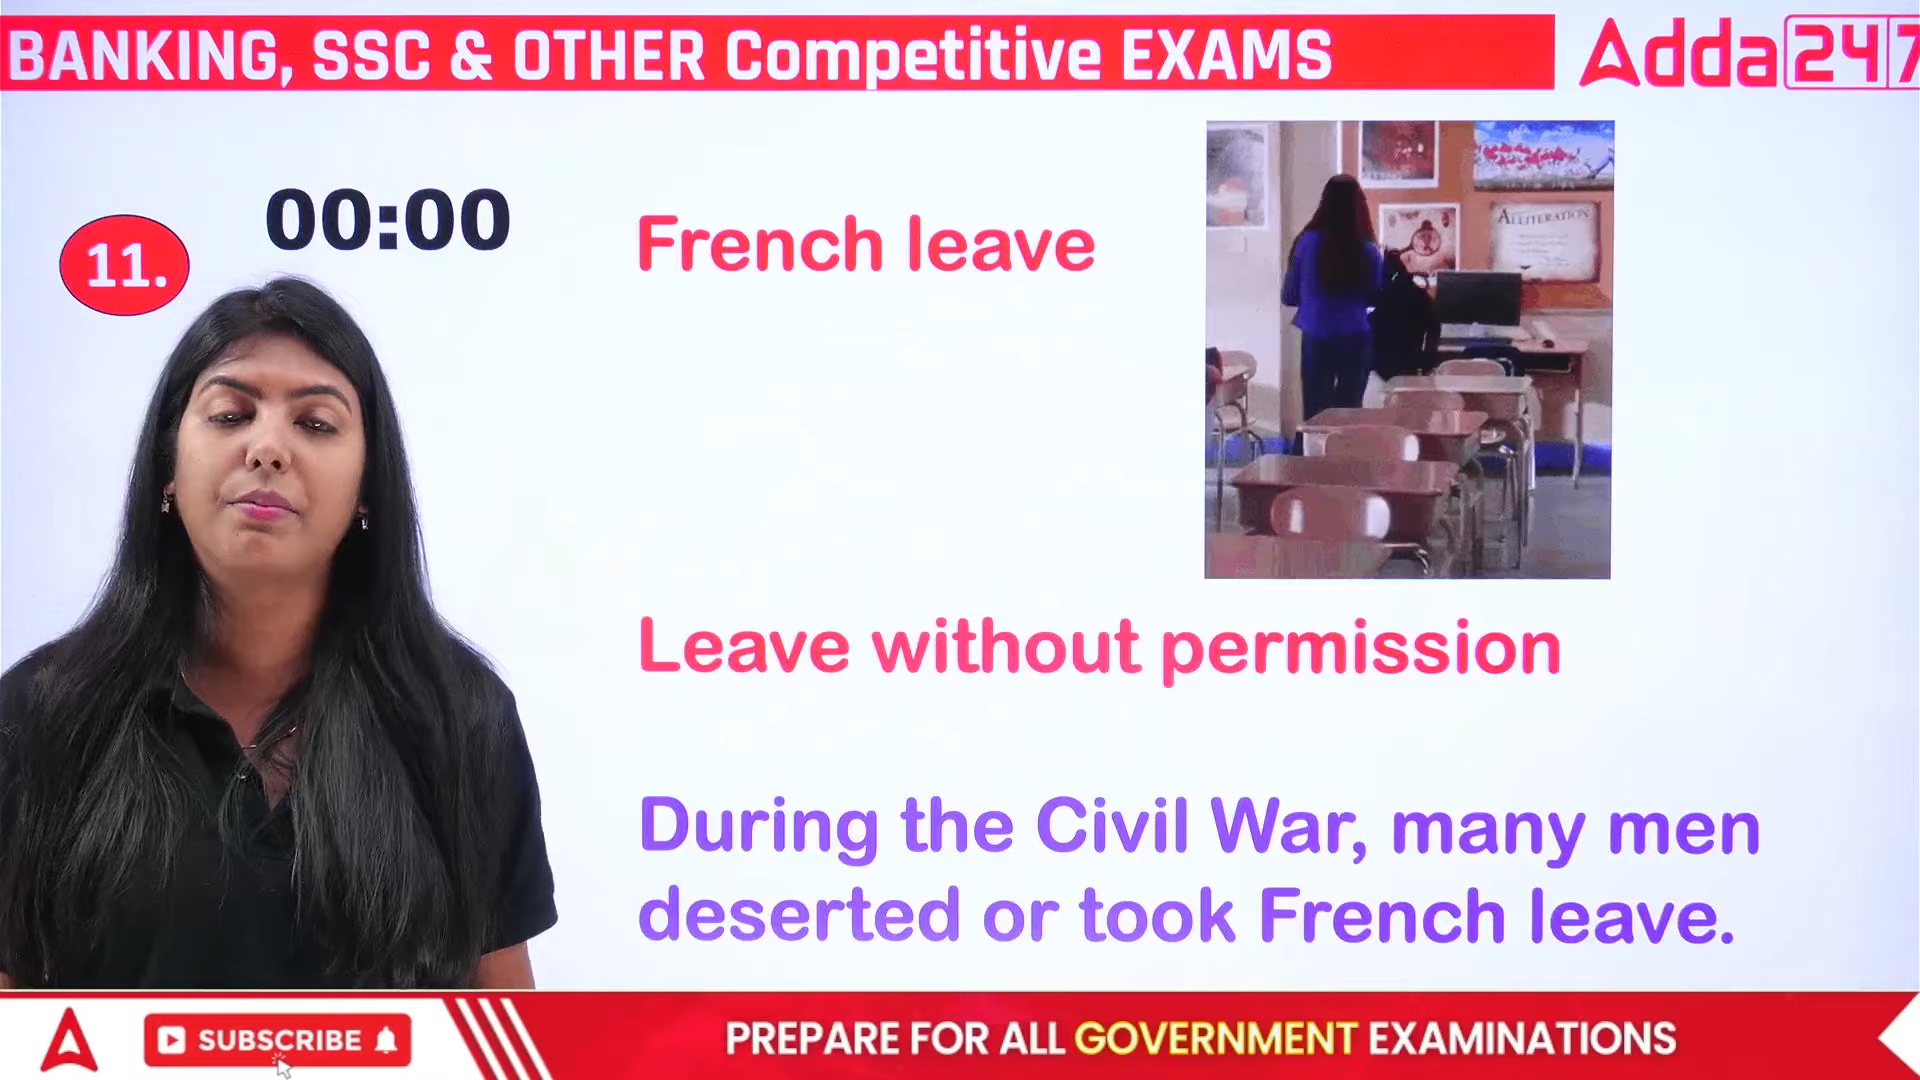 BANKING, SSC & OTHER Competitive EXAMS
Adda247
00:00
11.
French leave
ALLITERATION
Leave without permission
During the Civil War, many men
deserted or took French leave.
SUBSCRIBE
PREPARE FOR ALL GOVERNMENT EXAMINATIONS